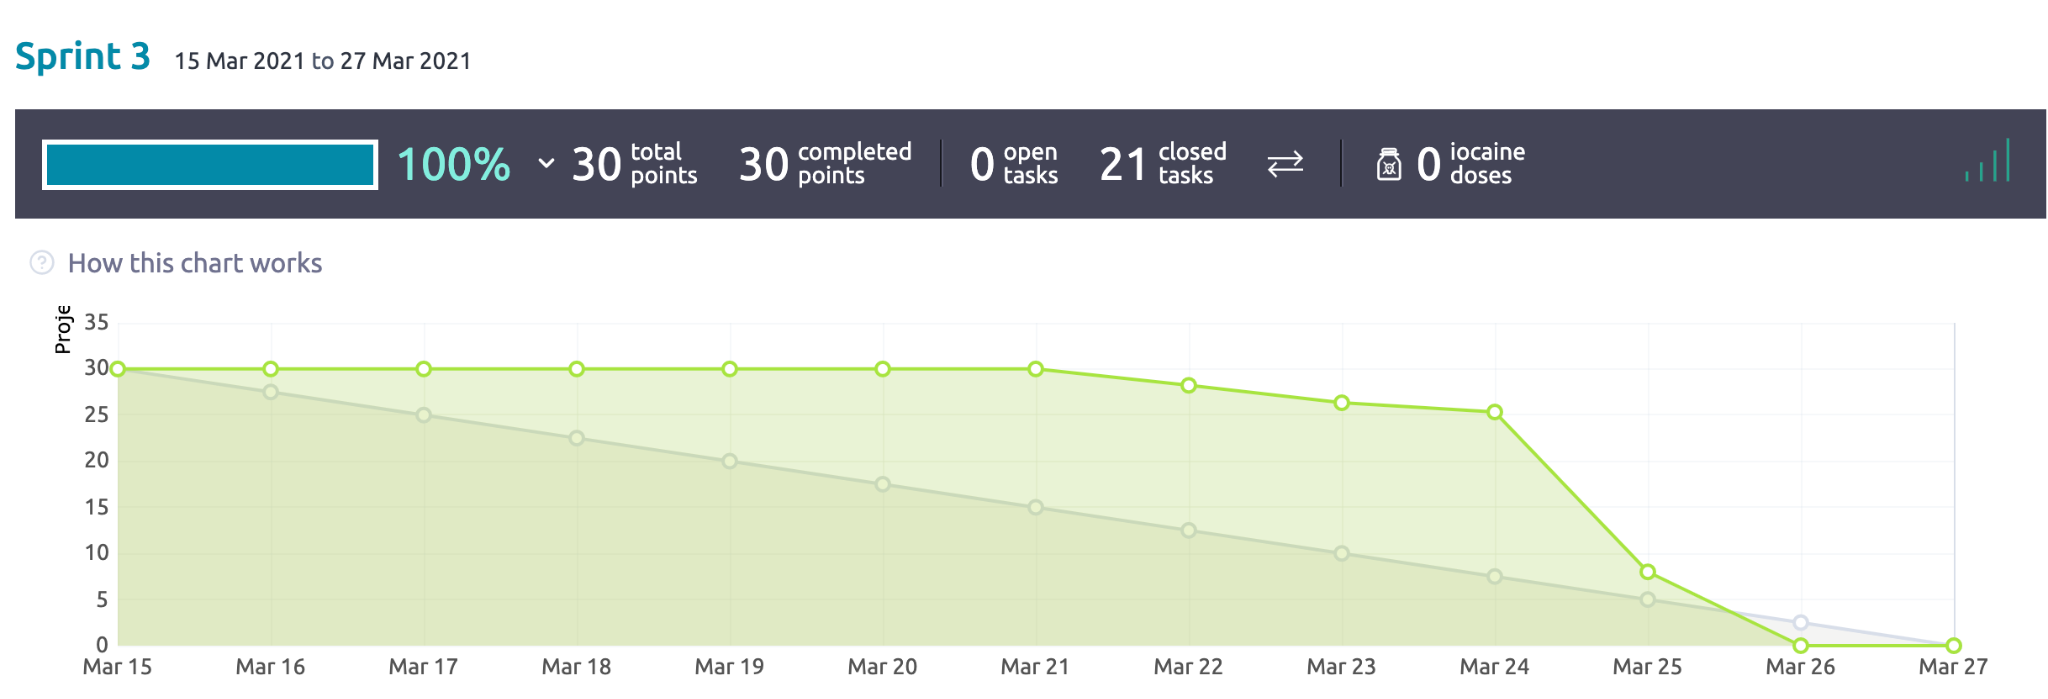 Sprint 3 15 Mar 2021 to 27 Mar 2021
100% 30 total points 30 completed points 0 open tasks 21 closed tasks 0 iocaine doses
? How this chart works
Proje
35
30
25
20
15
10
5
0
Mar 15 Mar 16 Mar 17 Mar 18 Mar 19 Mar 20 Mar 21 Mar 22 Mar 23 Mar 24 Mar 25 Mar 26 Mar 27